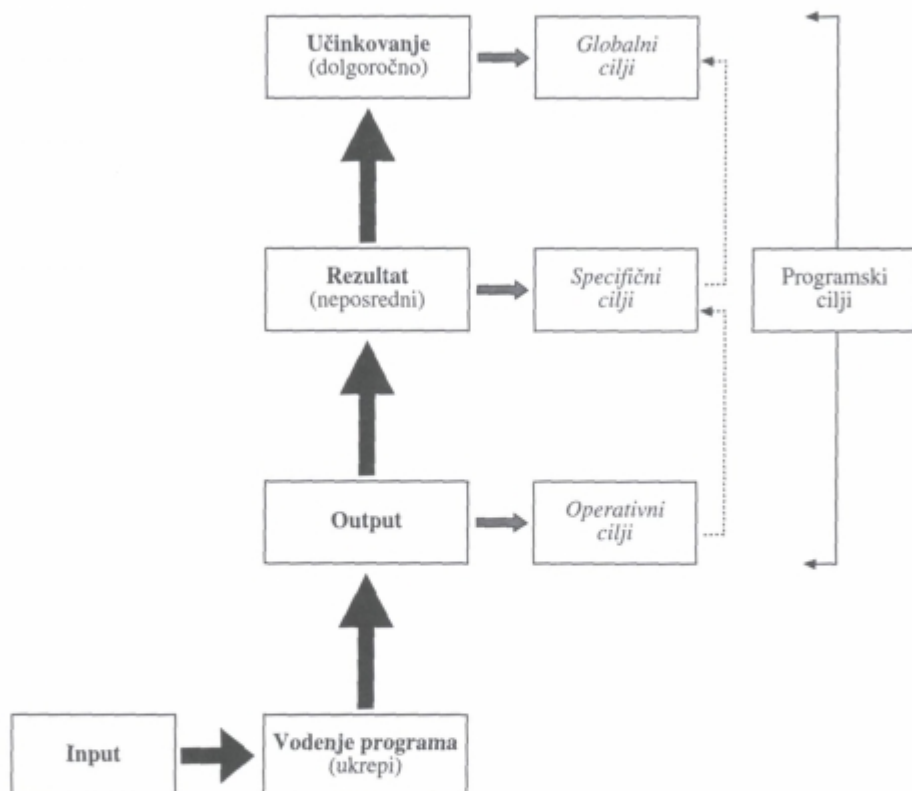 Učinkovanje
(dolgoročno)
Globalni
cilji
Rezultat
(neposredni)
Specifični
cilji
Programski
cilji
Output
Operativni
cilji
Input
Vodenje programa
(ukrepi)